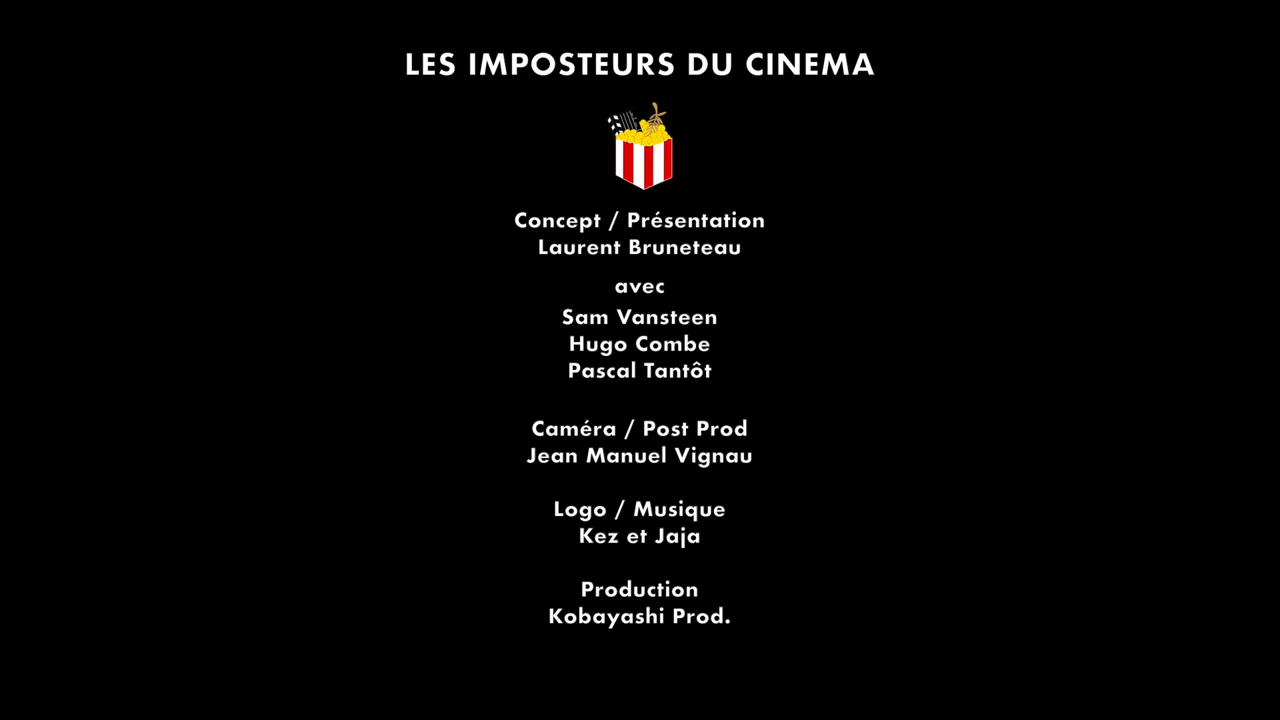 LES IMPOSTEURS DU CINEMA
Concept / Présentation
Laurent Bruneteau
avec
Sam Vansteen
Hugo Combe
Pascal Tantôt
Caméra / Post Prod
Jean Manuel Vignau
Logo / Musique
Kez et Jaja
Production
Kobayashi Prod.